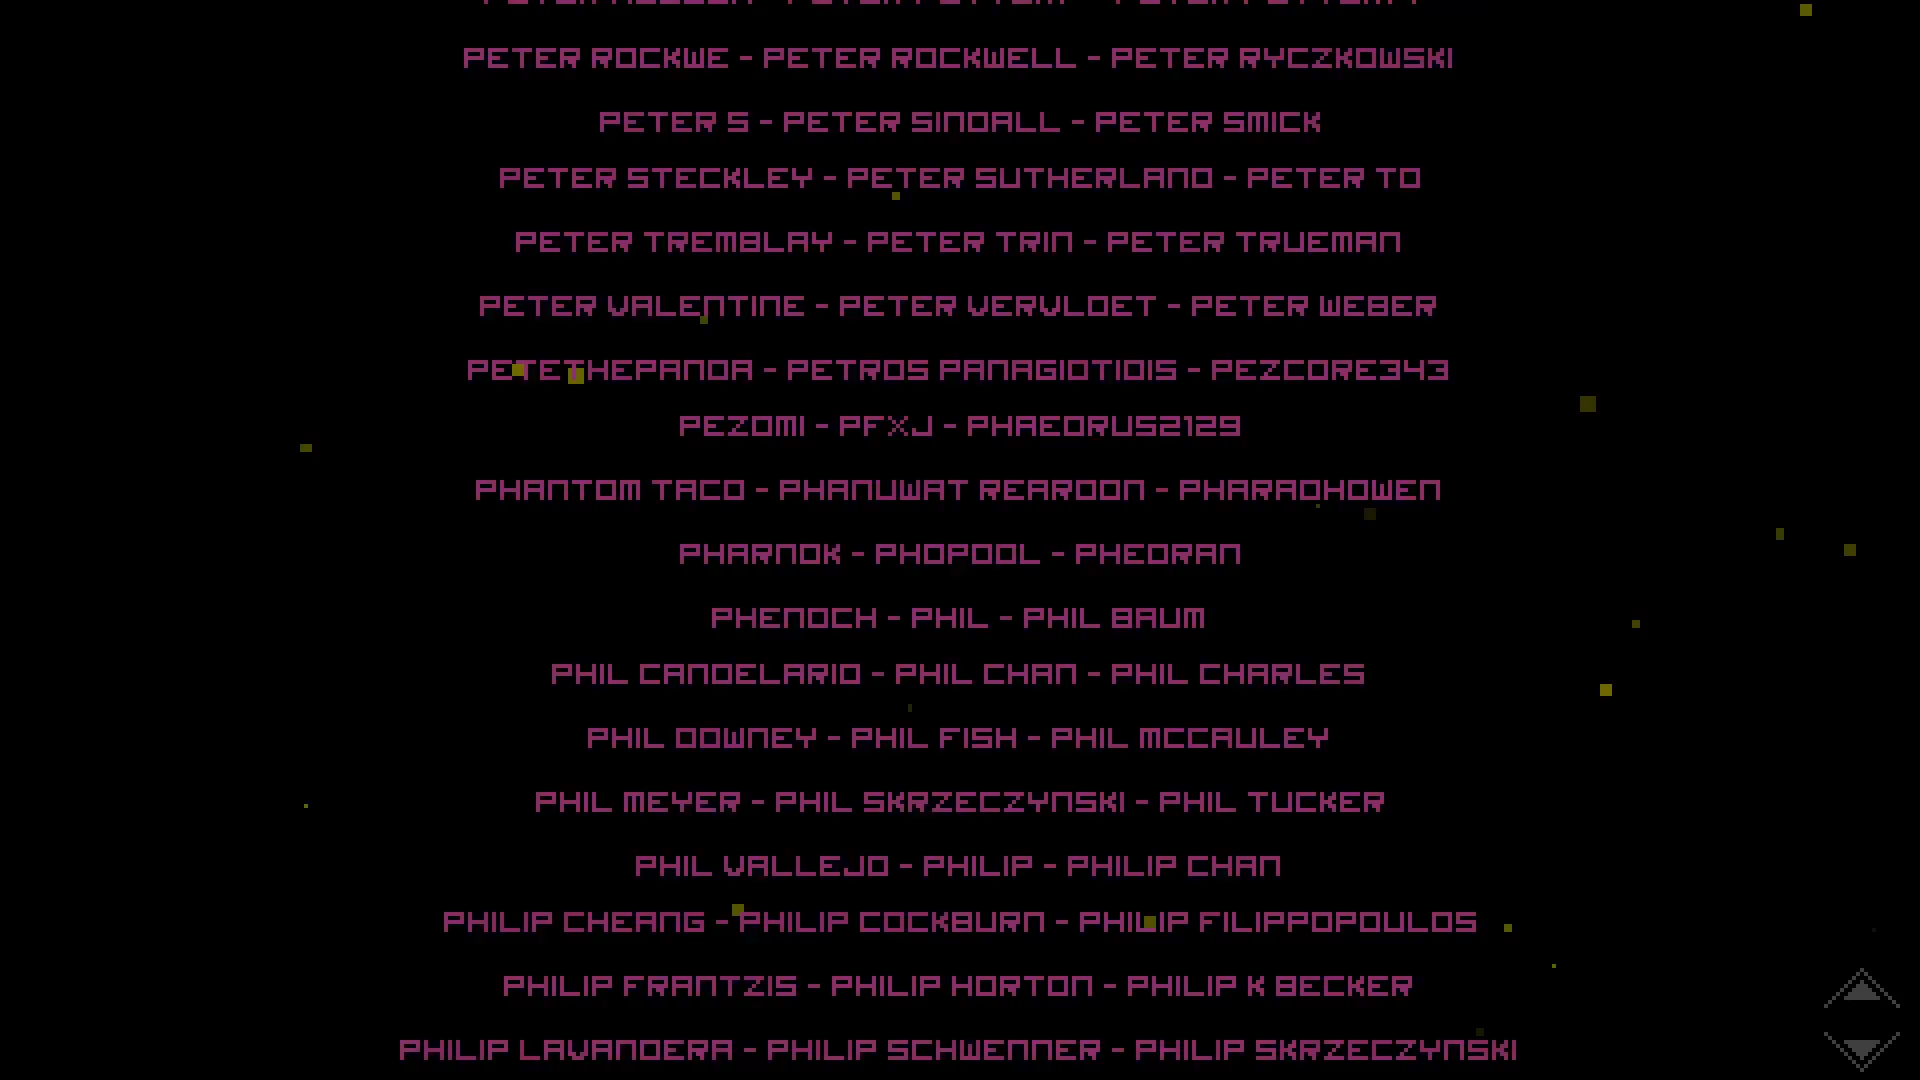 PETER ROCKWE - PETER ROCKWELL - PETER RYCZKOWSKI
PETER S - PETER SINDALL - PETER SMICK
PETER STECKLEY - PETER SUTHERLAND - PETER TO
PETER TREMBLAY - PETER TRIN - PETER TRUEMAN
PETER VALENTINE - PETER VERVLOET - PETER WEBER
PETETHEPANDA - PETROS PANAGIOTIDIS - PEZCORE343
PEZOMI - PFXJ - PHAEDRUS2129
PHANTOM TACO - PHANUWAT REARDON - PHARAOHOWEN
PHARNOK - PHDPOOL - PHEDRAN
PHENOCH - PHIL - PHIL BAUM
PHIL CANDELARIO - PHIL CHAN - PHIL CHARLES
PHIL DOWNEY - PHIL FISH - PHIL MCCAULEY
PHIL MEYER - PHIL SKRZECZYNSKI - PHIL TUCKER
PHIL VALLEJO - PHILIP - PHILIP CHAN
PHILIP CHEANG - PHILIP COCKBURN - PHILIP FILIPPOPOULOS
PHILIP FRANTZIS - PHILIP HORTON - PHILIP K BECKER
PHILIP LAVANDERA - PHILIP SCHWENNER - PHILIP SKRZECZYNSKI